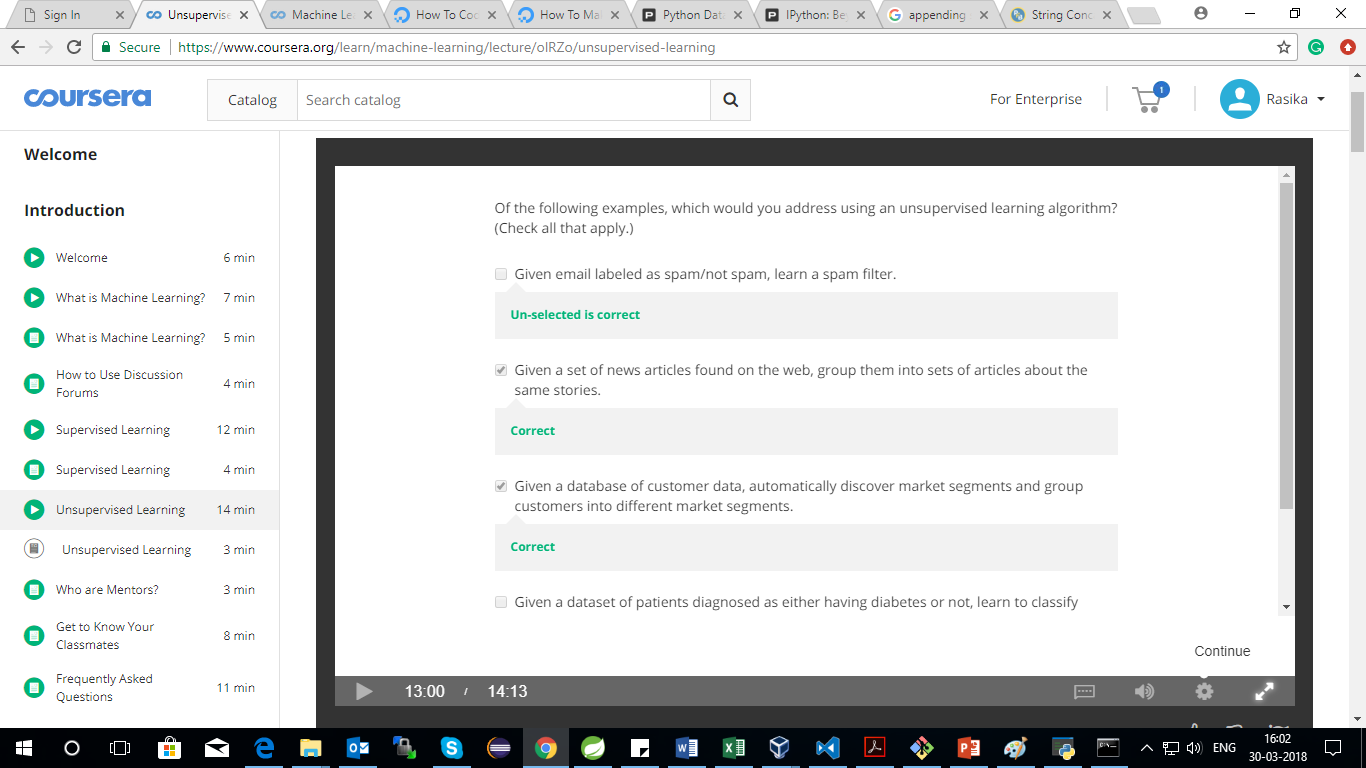 Sign In
Unsupervise
Machine Le
How To Co
How To Ma
Python Dat
IPython: Be
appending
String Conc
Secure
https://www.coursera.org/learn/machine-learning/lecture/olRZo/unsupervised-learning
coursera
Catalog
Search catalog
For Enterprise
1
Rasika
Welcome
Introduction
Welcome 6 min
What is Machine Learning? 7 min
What is Machine Learning? 5 min
How to Use Discussion
Forums
4 min
Supervised Learning 12 min
Supervised Learning 4 min
Unsupervised Learning 14 min
Unsupervised Learning 3 min
Who are Mentors? 3 min
Get to Know Your
Classmates
8 min
Frequently Asked
Questions
11 min
Of the following examples, which would you address using an unsupervised learning algorithm?
(Check all that apply.)
Given email labeled as spam/not spam, learn a spam filter.
Un-selected is correct
Given a set of news articles found on the web, group them into sets of articles about the
same stories.
Correct
Given a database of customer data, automatically discover market segments and group
customers into different market segments.
Correct
Given a dataset of patients diagnosed as either having diabetes or not, learn to classify
Continue
13:00 / 14:13
ENG
16:02
30-03-2018